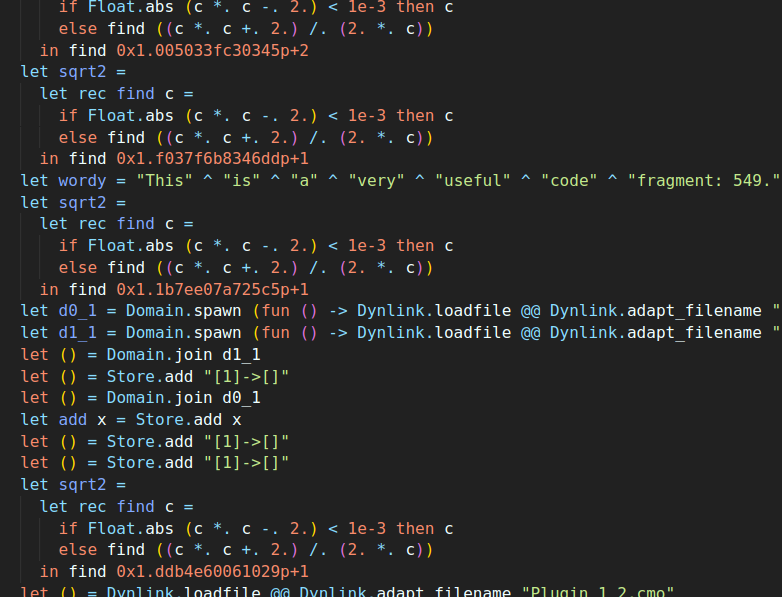 if Float.abs (c *. c -. 2.) < 1e-3 then c
    else find ((c *. c +. 2.) /. (2. *. c))
  in find 0x1.005033fc30345p+2
let sqrt2 =
  let rec find c =
    if Float.abs (c *. c -. 2.) < 1e-3 then c
    else find ((c *. c +. 2.) /. (2. *. c))
  in find 0x1.f037f6b8346ddp+1
let wordy = "This" ^ "is" ^ "a" ^ "very" ^ "useful" ^ "code" ^ "fragment: 549."
let sqrt2 =
  let rec find c =
    if Float.abs (c *. c -. 2.) < 1e-3 then c
    else find ((c *. c +. 2.) /. (2. *. c))
  in find 0x1.1b7ee07a725c5p+1
let d0_1 = Domain.spawn (fun () -> Dynlink.loadfile @@ Dynlink.adapt_filename "
let d1_1 = Domain.spawn (fun () -> Dynlink.loadfile @@ Dynlink.adapt_filename "
let () = Domain.join d1_1
let () = Store.add "[1]->[]"
let () = Domain.join d0_1
let add x = Store.add x
let () = Store.add "[1]->[]"
let () = Store.add "[1]->[]"
let sqrt2 =
  let rec find c =
    if Float.abs (c *. c -. 2.) < 1e-3 then c
    else find ((c *. c +. 2.) /. (2. *. c))
  in find 0x1.ddb4e60061029p+1
let () = Dynlink.loadfile @@ Dynlink.adapt_filename "Plugin_1_2.cmo"